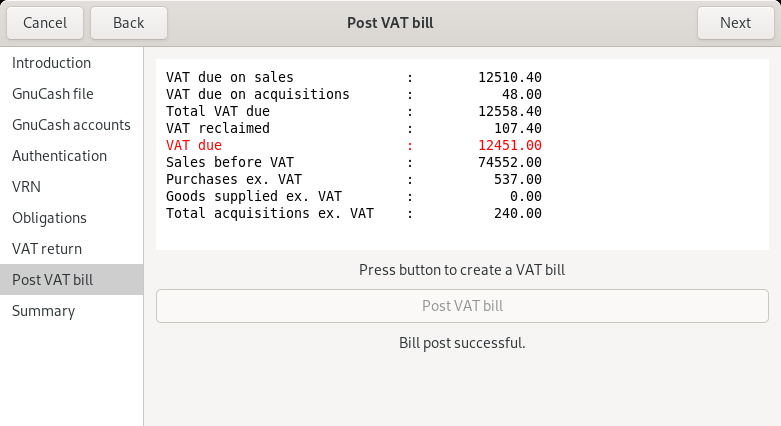 Cancel Back Post VAT bill Next
Introduction
GnuCash file
GnuCash accounts
Authentication
VRN
Obligations
VAT return
Post VAT bill
Summary
VAT due on sales : 12510.40
VAT due on acquisitions : 48.00
Total VAT due : 12558.40
VAT reclaimed : 107.40
VAT due : 12451.00
Sales before VAT : 74552.00
Purchases ex. VAT : 537.00
Goods supplied ex. VAT : 0.00
Total acquisitions ex. VAT : 240.00
Press button to create a VAT bill
Post VAT bill
Bill post successful.